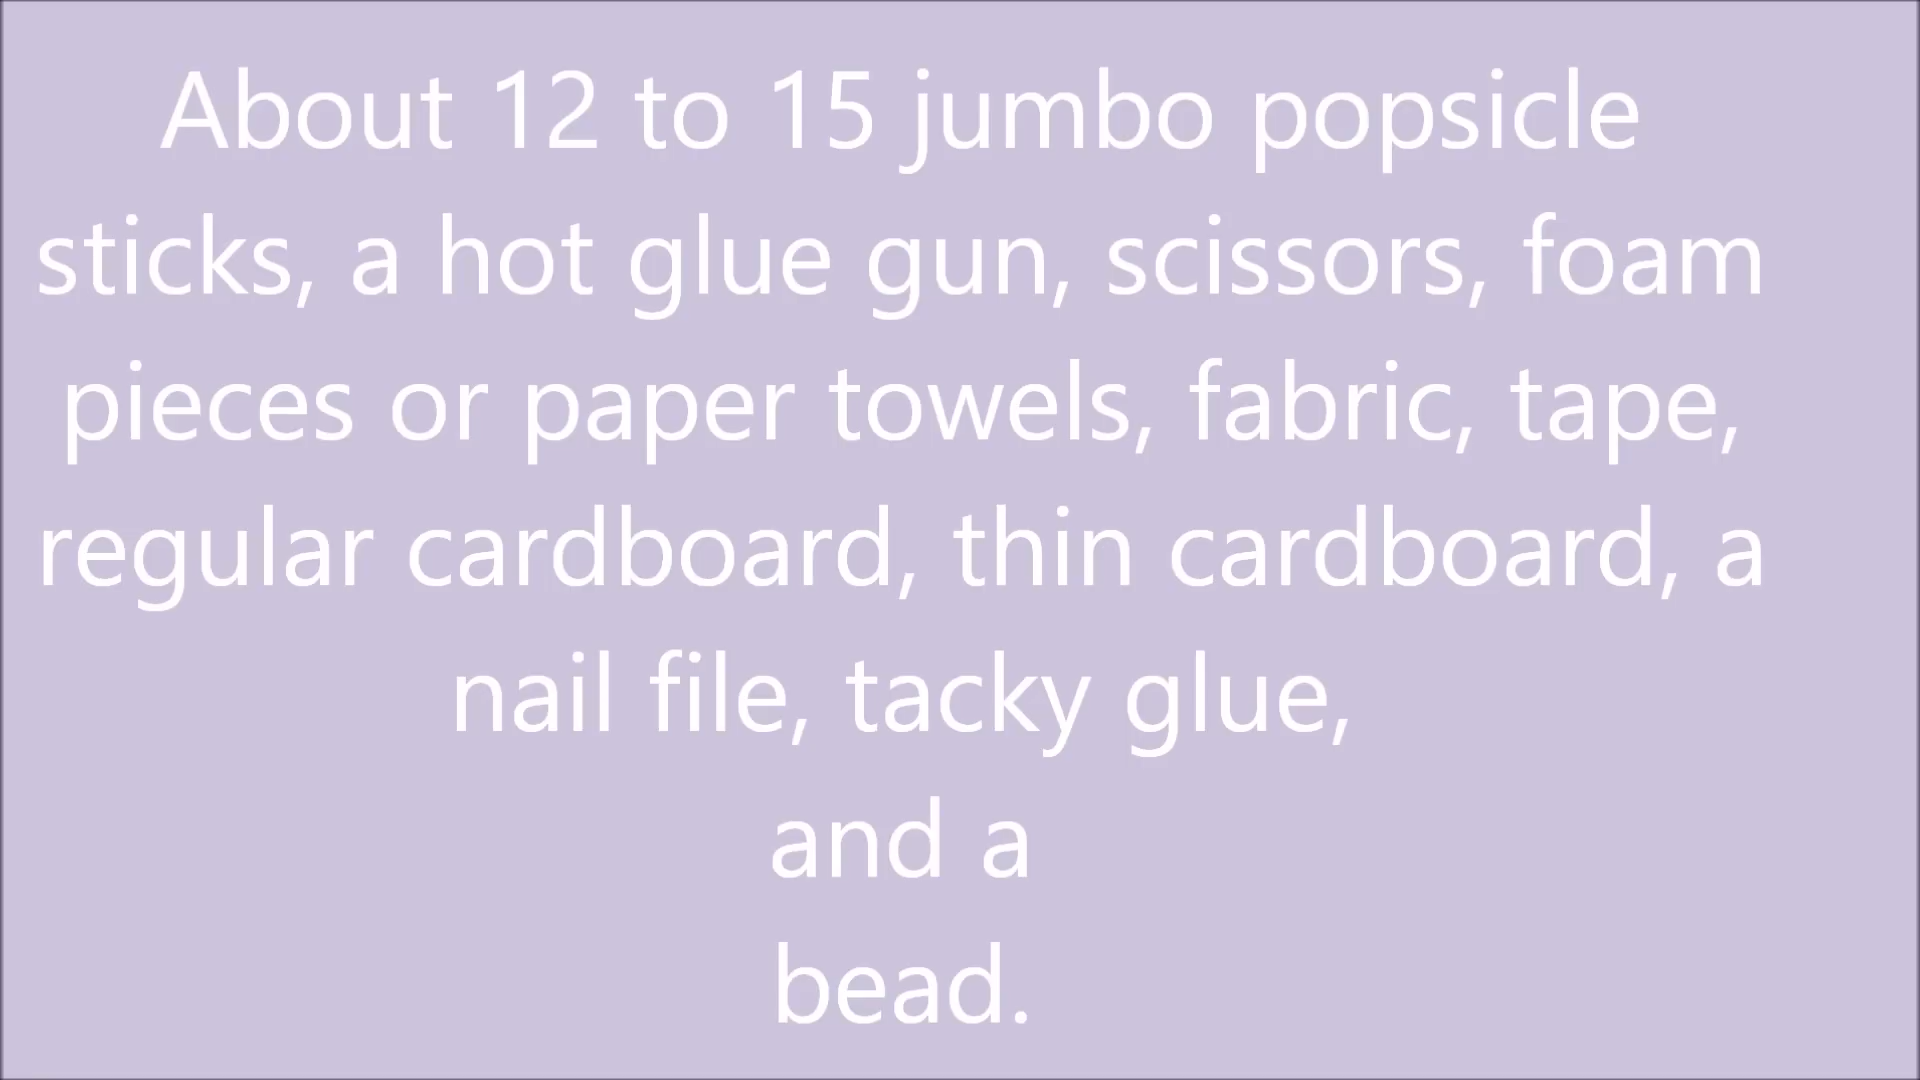 About 12 to 15 jumbo popsicle
sticks, a hot glue gun, scissors, foam
pieces or paper towels, fabric, tape,
regular cardboard, thin cardboard, a
nail file, tacky glue,
and a
bead.